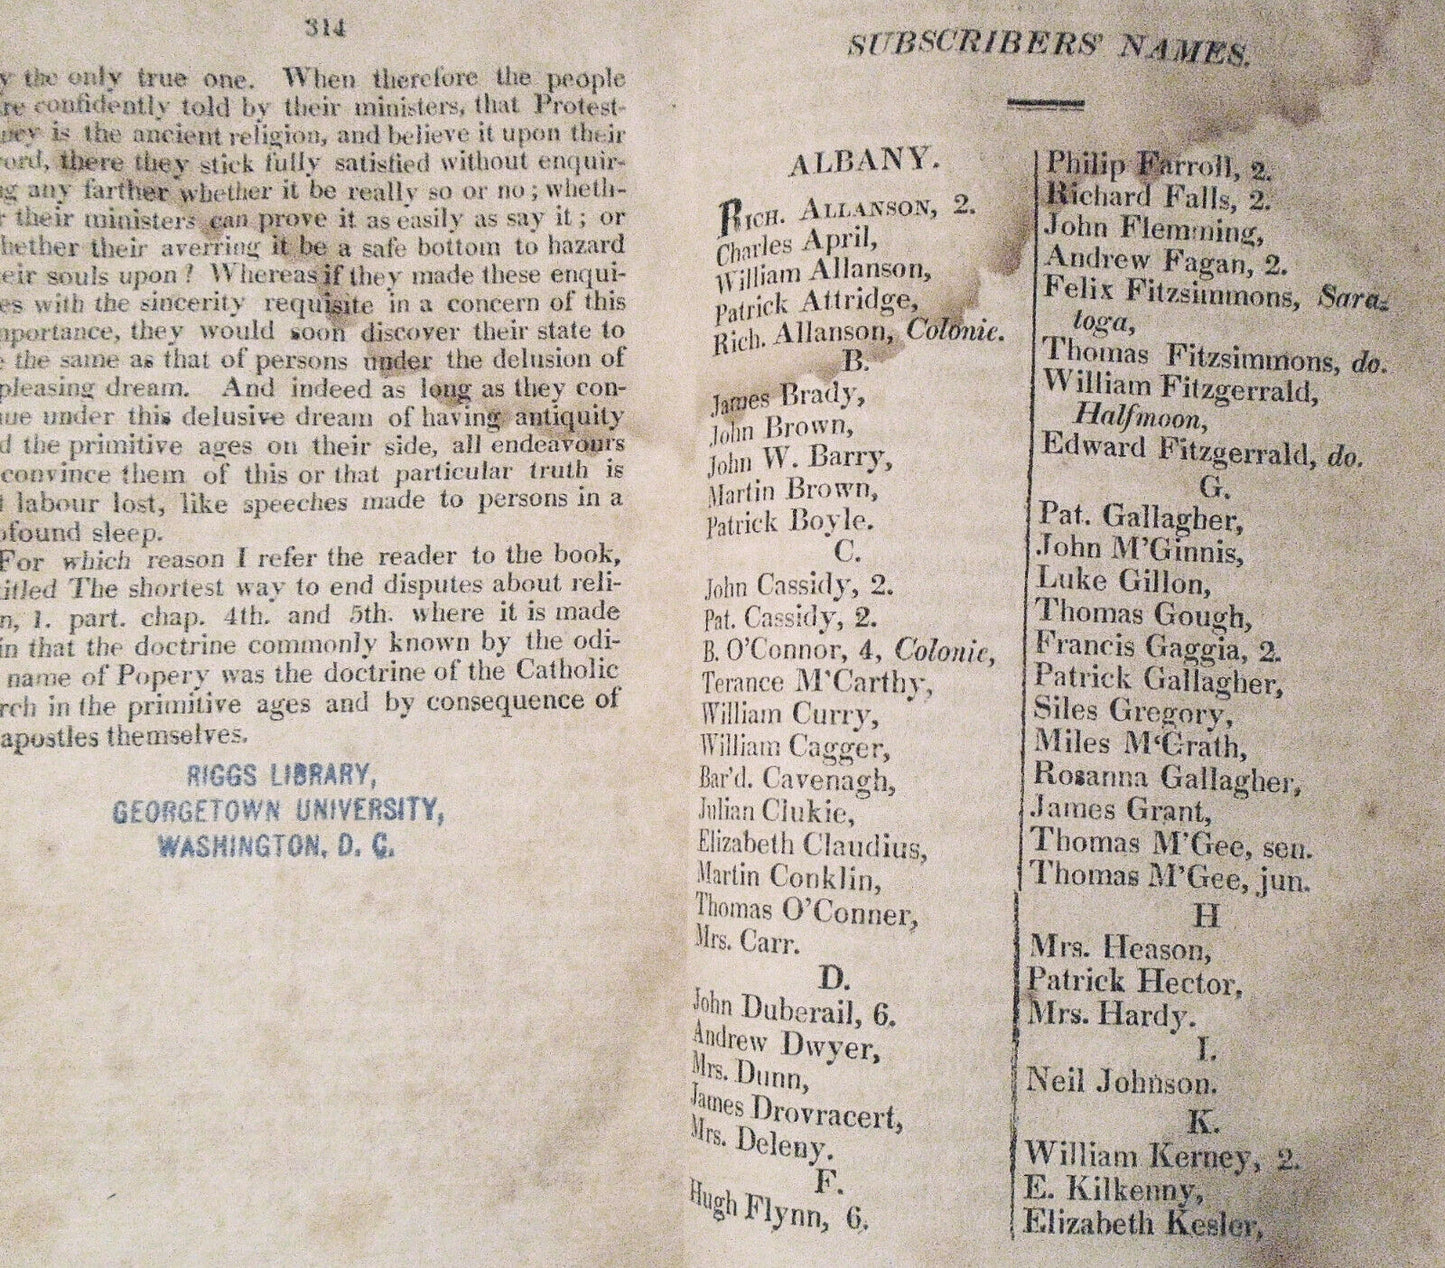 314
the only true one. When therefore the people
confidently told by their ministers, that Protest-
is the ancient religion, and believe it upon their
there they stick fully satisfied without enquir-
any farther whether it be really so or no; wheth-
their ministers can prove it as easily as say it; or
their averring it be a safe bottom to hazard
souls upon? Whereas if they made these enqui-
with the sincerity requisite in a concern of this
they would soon discover their state to
the same as that of persons under the delusion of
pleasing dream. And indeed as long as they con-
under this delusive dream of having antiquity
the primitive ages on their side, all endeavours
convince them of this or that particular truth is
labour lost, like speeches made to persons in a
sleep.
For which reason I refer the reader to the book,
The shortest way to end disputes about reli-
1. part. chap. 4th. and 5th. where it is made
that the doctrine commonly known by the odi-
name of Popery was the doctrine of the Catholic
in the primitive ages and by consequence of
apostles themselves.
RIGGS LIBRARY,
GEORGETOWN UNIVERSITY,
WASHINGTON, D. C.
SUBSCRIBERS' NAMES.
ALBANY.
RICH. ALLANSON, 2.
Charles April,
William Allanson,
Patrick Attridge,
Rich. Allanson, Colonie.
B.
James Brady,
John Brown,
John W. Barry,
Martin Brown,
Patrick Boyle.
C.
John Cassidy, 2.
Pat. Cassidy, 2.
B. O'Connor, 4, Colonie,
Terance M'Carthy,
William Curry,
William Cagger,
Bar'd. Cavenagh,
Julian Clukie,
Elizabeth Claudius,
Martin Conklin,
Thomas O'Conner,
Mrs. Carr.
D.
John Duberail, 6.
Andrew Dwyer,
Mrs. Dunn,
James Drovracert,
Mrs. Deleny.
F.
Hugh Flynn, 6.
Philip Farroll, 2.
Richard Falls, 2.
John Flemming,
Andrew Fagan, 2.
Felix Fitzsimmons, Sara-
toga,
Thomas Fitzsimmons, do.
William Fitzgerrald,
Halfmoon,
Edward Fitzgerrald, do.
G.
Pat. Gallagher,
John M'Ginnis,
Luke Gillon,
Thomas Gough,
Francis Gaggia, 2.
Patrick Gallagher,
Siles Gregory,
Miles M‘Grath,
Rosanna Gallagher,
James Grant,
Thomas M'Gee, sen.
Thomas M'Gee, jun.
H
Mrs. Heason,
Patrick Hector,
Mrs. Hardy.
I.
Neil Johnson.
K.
William Kerney, 2.
E. Kilkenny,
Elizabeth Kesler,